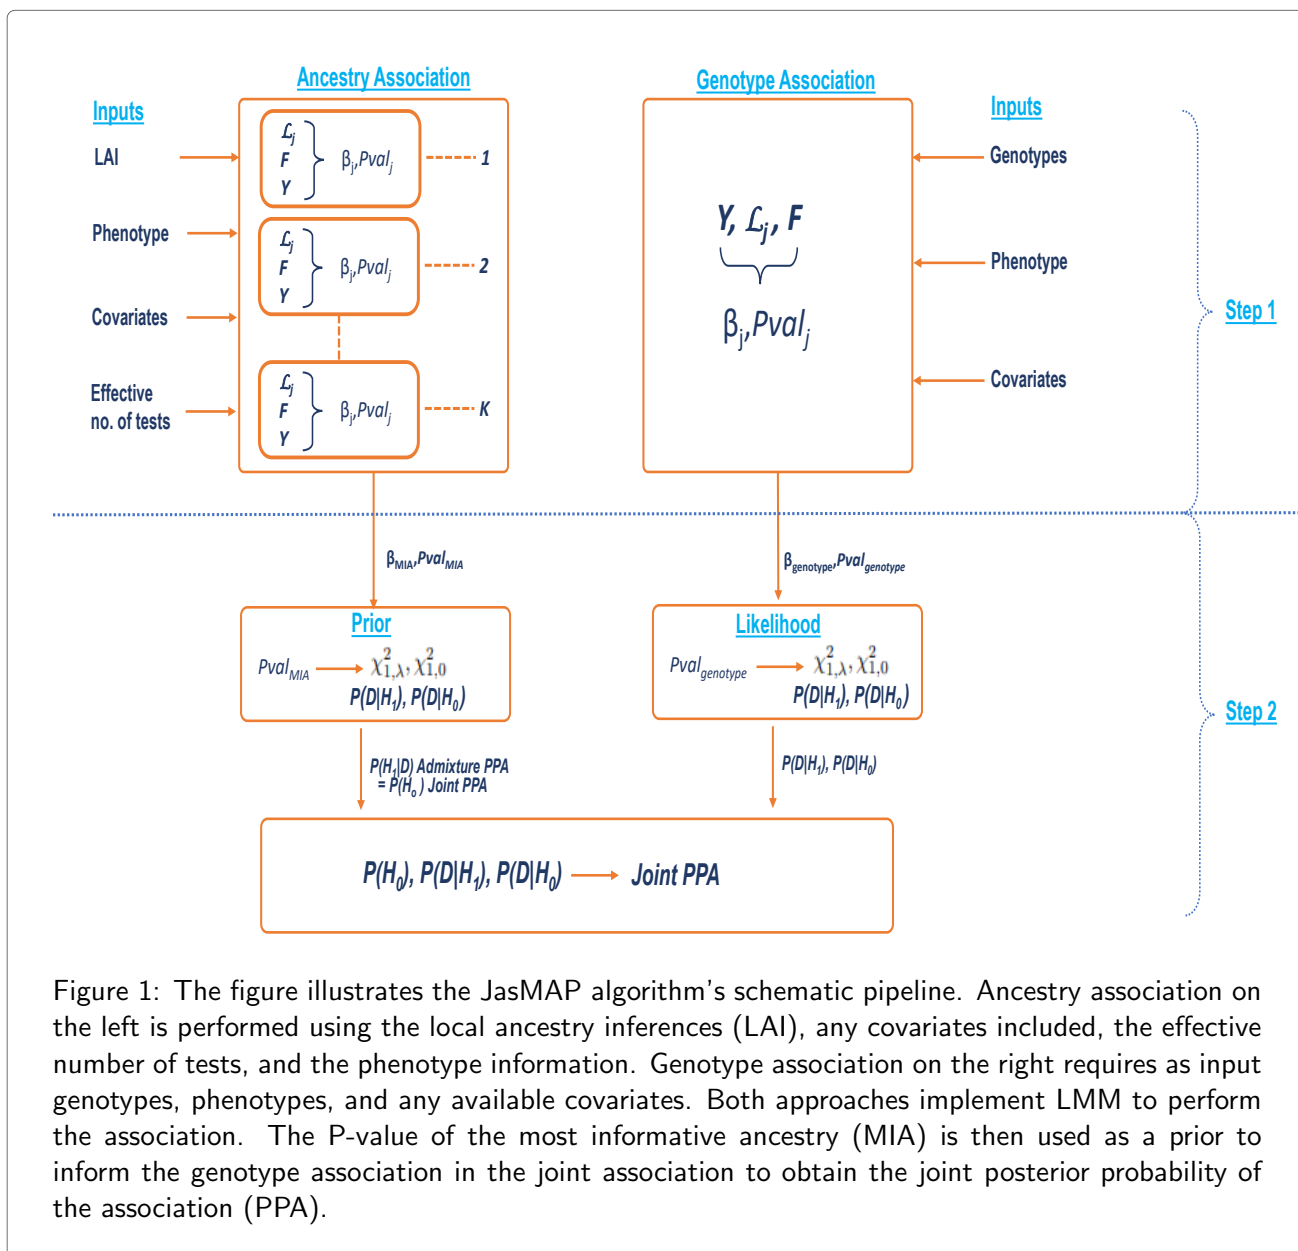 Ancestry Association
Inputs
LAI
Phenotype
Covariates
Effective
no. of tests
ℒj
F
Y
βj,Pvalj
1
ℒj
F
Y
βj,Pvalj
2
ℒj
F
Y
βj,Pvalj
K
Genotype Association
Y, ℒj, F
βj,Pvalj
Inputs
Genotypes
Phenotype
Covariates
Step 1
βMIA,PvalMIA
βgenotype,Pvalgenotype
Prior
PvalMIA χ²1,λ, χ²1,0
P(D|H1), P(D|H0)
Likelihood
Pvalgenotype χ²1,λ, χ²1,0
P(D|H1), P(D|H0)
Step 2
P(H1|D) Admixture PPA
= P(Ho ) Joint PPA
P(D|H1), P(D|H0)
P(H0), P(D|H1), P(D|H0) Joint PPA
Figure 1: The figure illustrates the JasMAP algorithm's schematic pipeline. Ancestry association on
the left is performed using the local ancestry inferences (LAI), any covariates included, the effective
number of tests, and the phenotype information. Genotype association on the right requires as input
genotypes, phenotypes, and any available covariates. Both approaches implement LMM to perform
the association. The P-value of the most informative ancestry (MIA) is then used as a prior to
inform the genotype association in the joint association to obtain the joint posterior probability of
the association (PPA).